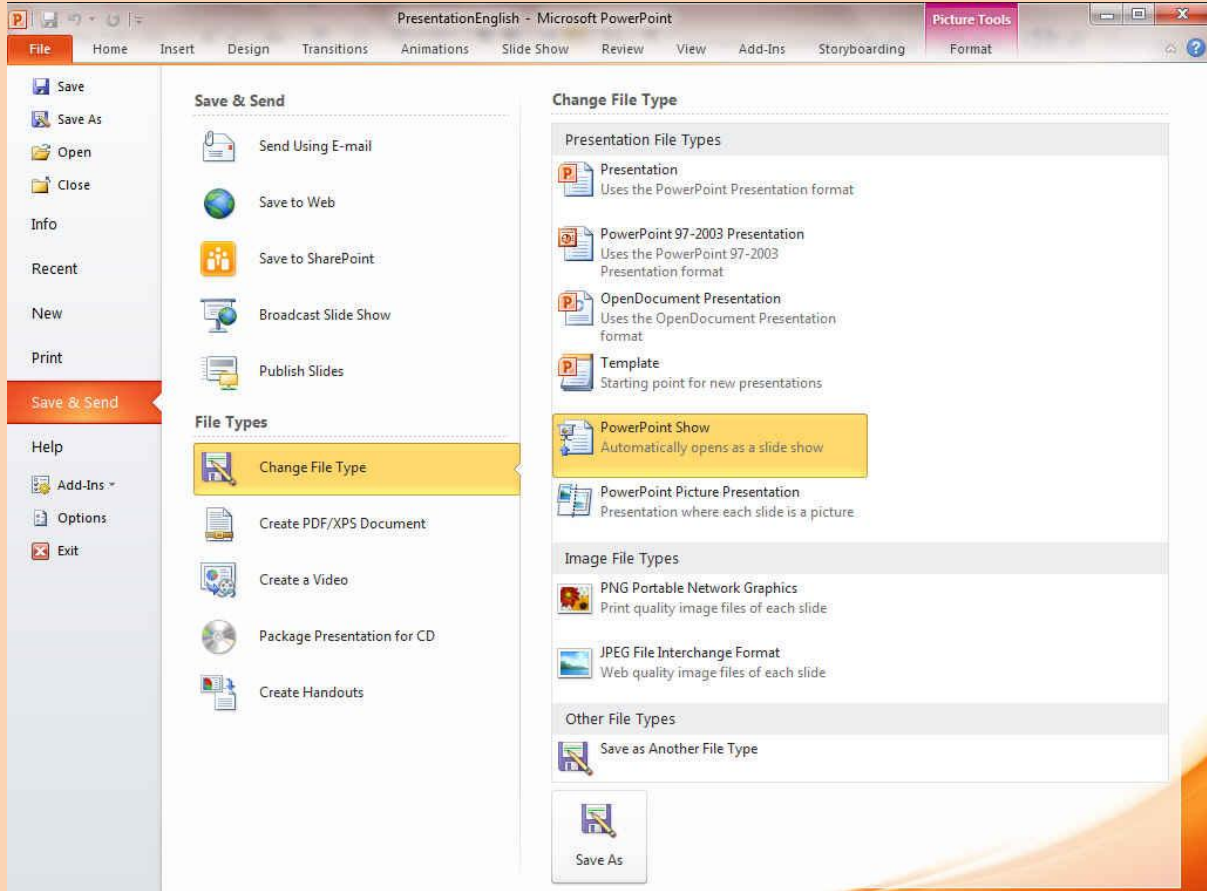 PresentationEnglish - Microsoft PowerPoint
Picture Tools
File Home Insert Design Transitions Animations Slide Show Review View Add-Ins Storyboarding Format
Save
Save As
Open
Close
Info
Recent
New
Print
Save & Send
Help
Add-Ins
Options
Exit
Save & Send
Send Using E-mail
Save to Web
Save to SharePoint
Broadcast Slide Show
Publish Slides
File Types
Change File Type
Create PDF/XPS Document
Create a Video
Package Presentation for CD
Create Handouts
Change File Type
Presentation File Types
Presentation
Uses the PowerPoint Presentation format
PowerPoint 97-2003 Presentation
Uses the PowerPoint 97-2003
Presentation format
OpenDocument Presentation
Uses the OpenDocument Presentation
format
Template
Starting point for new presentations
PowerPoint Show
Automatically opens as a slide show
PowerPoint Picture Presentation
Presentation where each slide is a picture
Image File Types
PNG Portable Network Graphics
Print quality image files of each slide
JPEG File Interchange Format
Web quality image files of each slide
Other File Types
Save as Another File Type
Save As